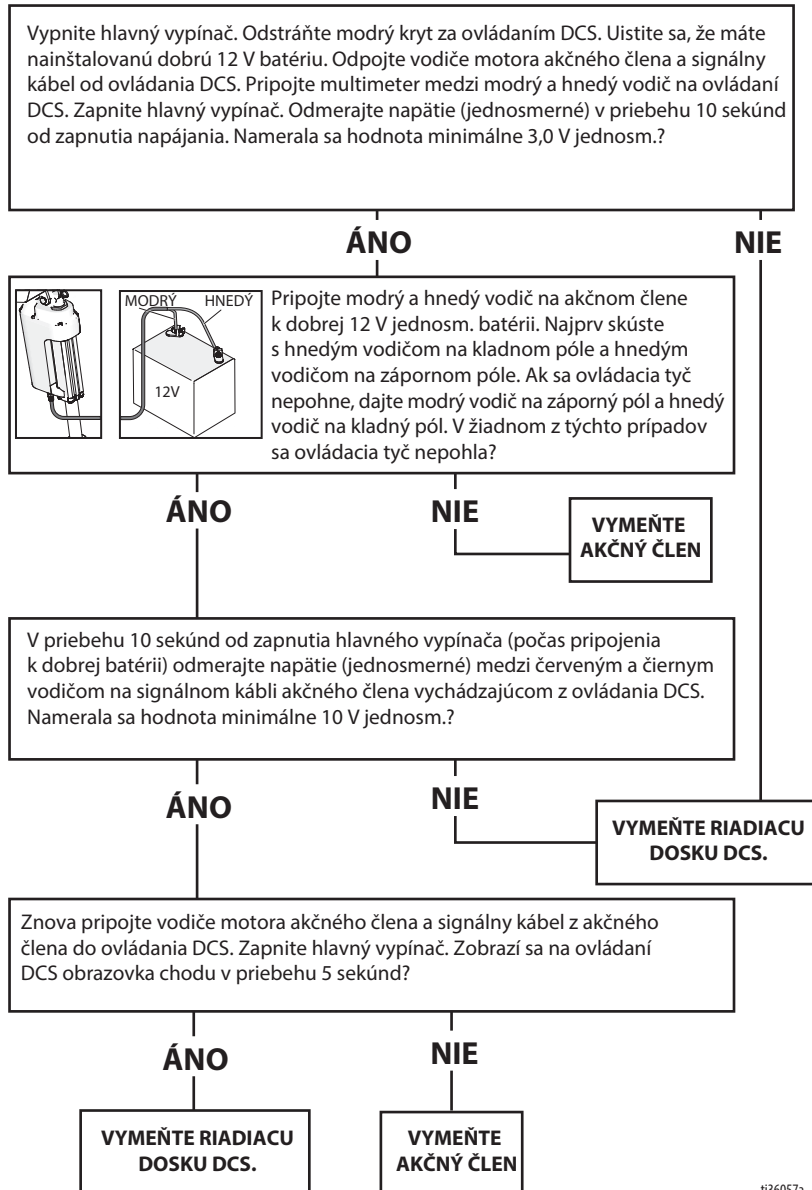 Vypnite hlavný vypínač. Odstráňte modrý kryt za ovládaním DCS. Uistite sa, že máte
nainštalovanú dobrú 12 V batériu. Odpojte vodiče motora akčného člena a signálny
kábel od ovládania DCS. Pripojte multimeter medzi modrý a hnedý vodič na ovládaní
DCS. Zapnite hlavný vypínač. Odmerajte napätie (jednosmerné) v priebehu 10 sekúnd
od zapnutia napájania. Namerala sa hodnota minimálne 3,0 V jednosm.?
ÁNO
NIE
MODRÝ
HNEDÝ
12V
Pripojte modrý a hnedý vodič na akčnom člene
k dobrej 12 V jednosm. batérii. Najprv skúste
s hnedým vodičom na kladnom póle a hnedým
vodičom na zápornom póle. Ak sa ovládacia tyč
nepohne, dajte modrý vodič na záporný pól a hnedý
vodič na kladný pól. V žiadnom z týchto prípadov
sa ovládacia tyč nepohla?
ÁNO
NIE
VYMEŇTE
AKČNÝ ČLEN
V priebehu 10 sekúnd od zapnutia hlavného vypínača (počas pripojenia
k dobrej batérii) odmerajte napätie (jednosmerné) medzi červeným a čiernym
vodičom na signálnom kábli akčného člena vychádzajúcom z ovládania DCS.
Namerala sa hodnota minimálne 10 V jednosm.?
ÁNO
NIE
VYMEŇTE RIADIACU
DOSKU DCS.
Znova pripojte vodiče motora akčného člena a signálny kábel z akčného
člena do ovládania DCS. Zapnite hlavný vypínač. Zobrazí sa na ovládaní
DCS obrazovka chodu v priebehu 5 sekúnd?
ÁNO
NIE
VYMEŇTE RIADIACU
DOSKU DCS.
VYMEŇTE
AKČNÝ ČLEN
ti36057a